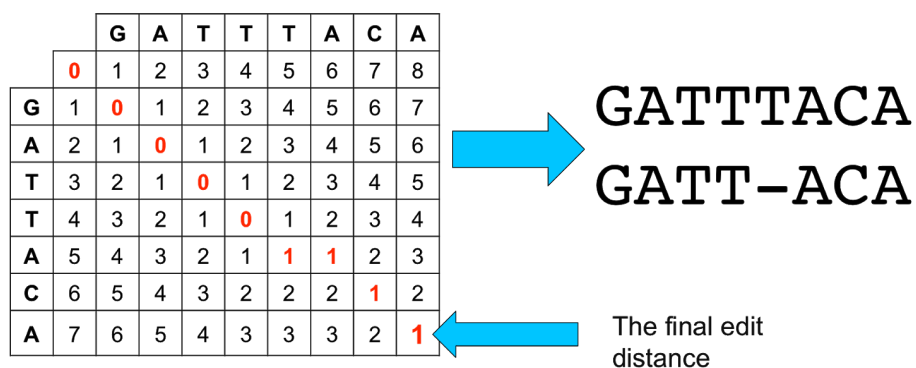 G A T T T A C A
0 1 2 3 4 5 6 7 8
G 1 0 1 2 3 4 5 6 7
A 2 1 0 1 2 3 4 5 6
T 3 2 1 0 1 2 3 4 5
T 4 3 2 1 0 1 2 3 4
A 5 4 3 2 1 1 1 2 3
C 6 5 4 3 2 2 2 1 2
A 7 6 5 4 3 3 3 2 1
GATTTACA
GATT-ACA
The final edit
distance